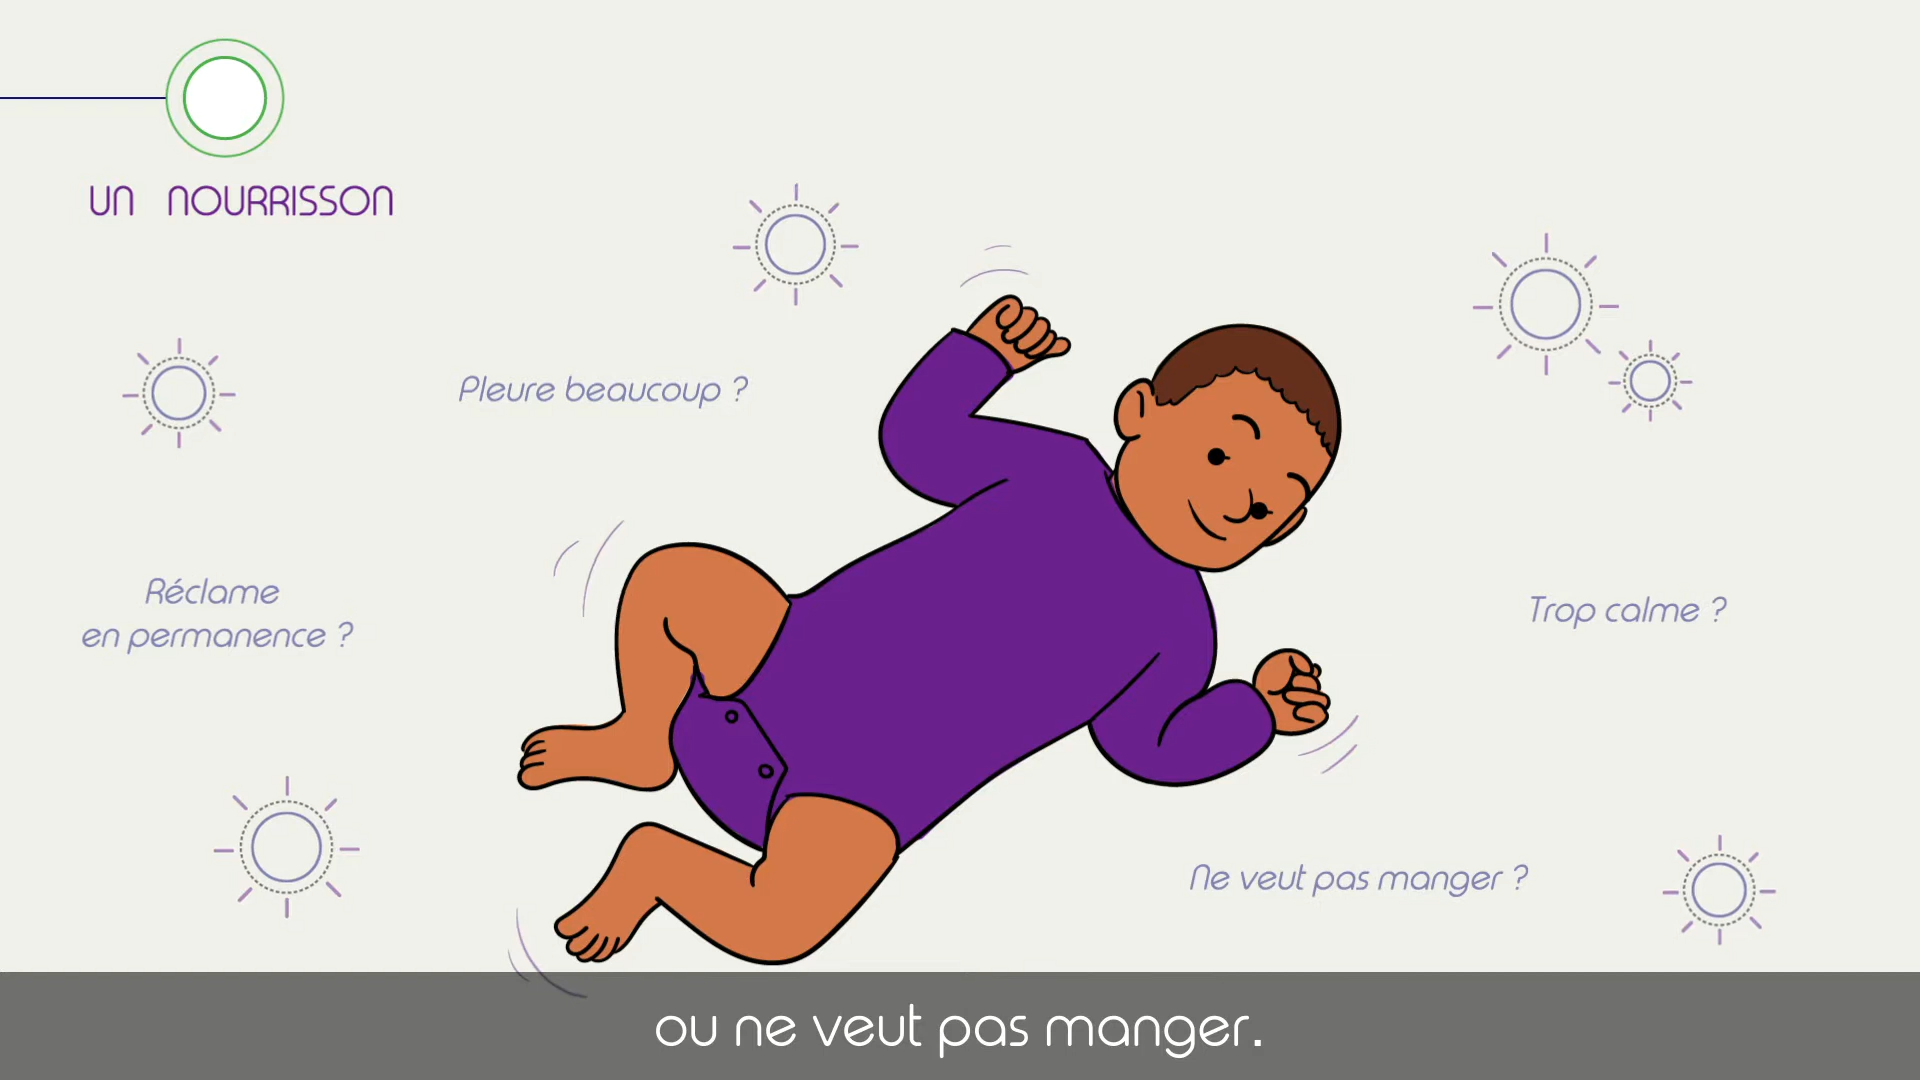 UN NOURRISSON
Pleure beaucoup ?
Réclame
en permanence ?
Trop calme ?
Ne veut pas manger ?
ou ne veut pas manger.